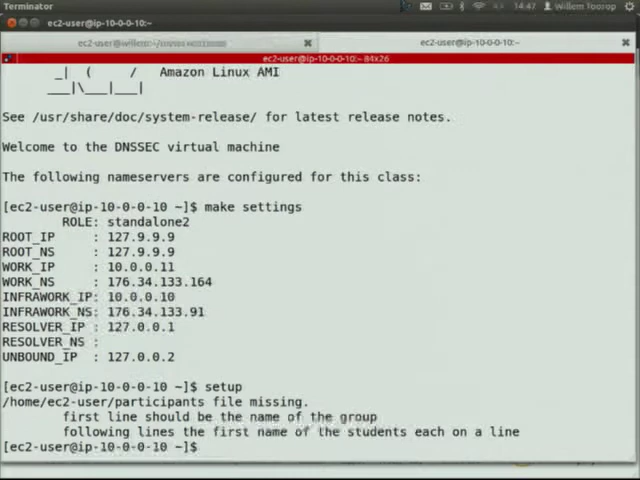 Terminator
14:47 Willem Toorop
ec2-user@ip-10-0-0-10:~
ec2-user@ip-10-0-0-10:~
ec2-user@ip-10-0-0-10:~ 84x26
_|  (     /   Amazon Linux AMI
___|\___|___|
See /usr/share/doc/system-release/ for latest release notes.
Welcome to the DNSSEC virtual machine
The following nameservers are configured for this class:
[ec2-user@ip-10-0-0-10 ~]$ make settings
ROLE: standalone2
ROOT_IP : 127.9.9.9
ROOT_NS : 127.9.9.9
WORK_IP : 10.0.0.11
WORK_NS : 176.34.133.164
INFRAWORK_IP: 10.0.0.10
INFRAWORK_NS: 176.34.133.91
RESOLVER_IP : 127.0.0.1
RESOLVER_NS :
UNBOUND_IP : 127.0.0.2
[ec2-user@ip-10-0-0-10 ~]$ setup
/home/ec2-user/participants file missing.
first line should be the name of the group
following lines the first name of the students each on a line
[ec2-user@ip-10-0-0-10 ~]$